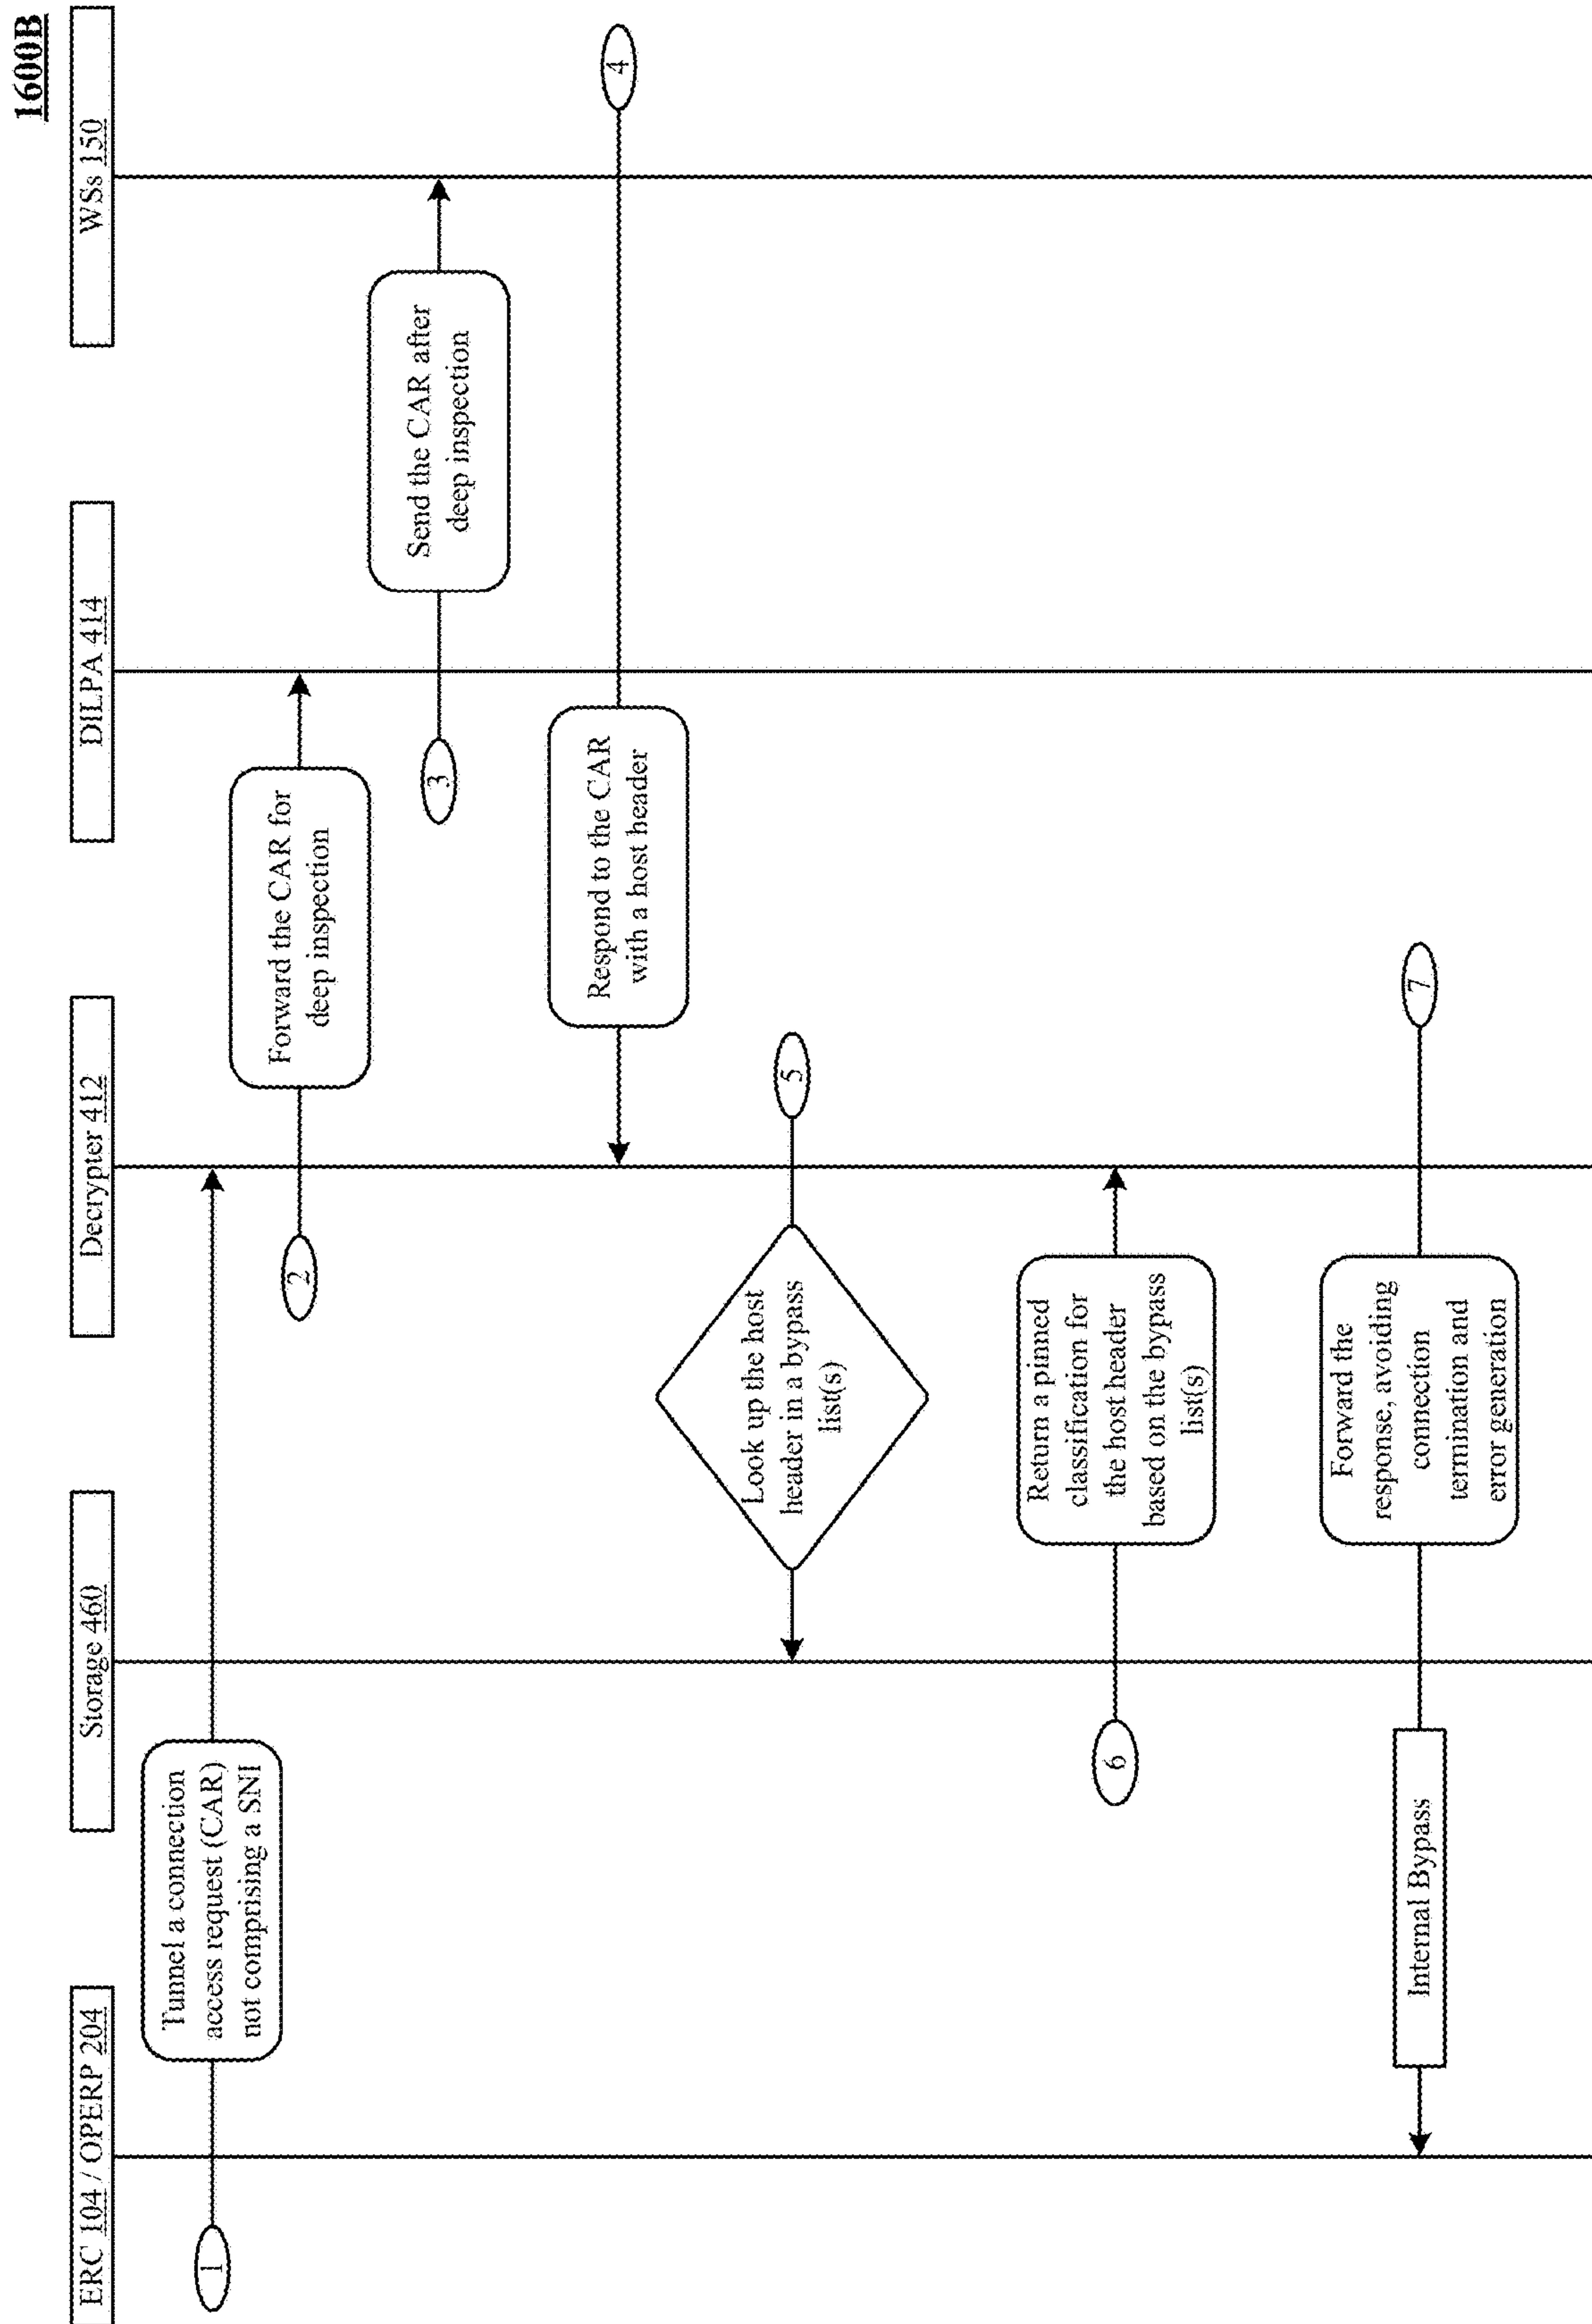 1600B
ERC 104 / OPERP 204
Storage 460
Decrypter 412
DILPA 414
WSs 150
1
Tunnel a connection
access request (CAR)
not comprising a SNI
2
Forward the CAR for
deep inspection
3
Send the CAR after
deep inspection
4
Respond to the CAR
with a host header
5
Look up the host
header in a bypass
list(s)
6
Return a pinned
classification for
the host header
based on the bypass
list(s)
7
Forward the
response, avoiding
connection
termination and
error generation
Internal Bypass